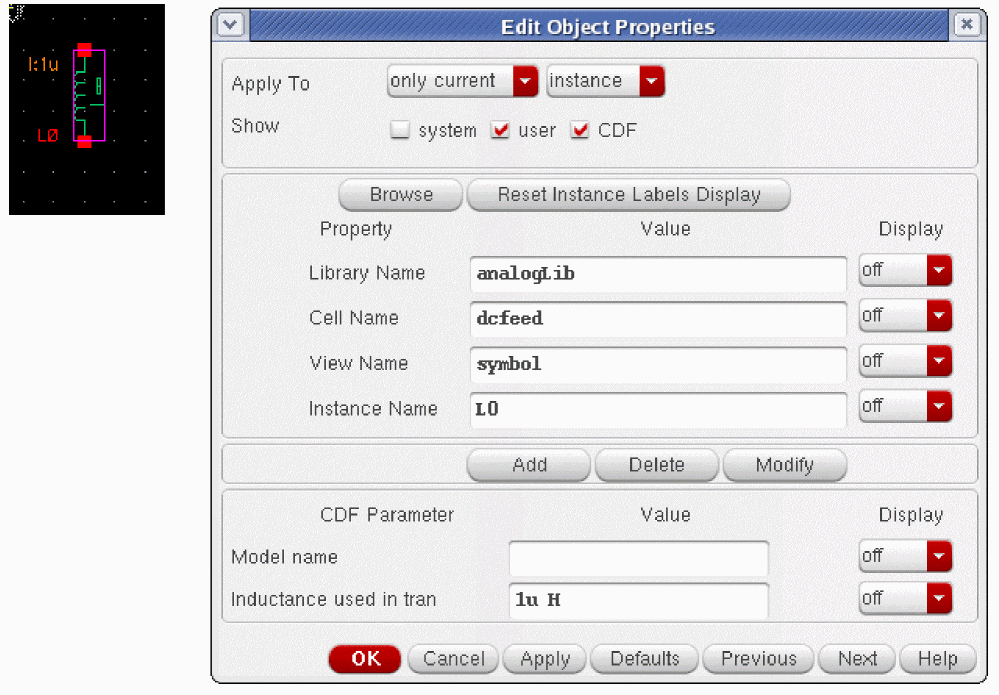 l:1u
L0
Edit Object Properties
Apply To only current instance
Show system user CDF
Browse Reset Instance Labels Display
Property Value Display
Library Name analogLib off
Cell Name dcfeed off
View Name symbol off
Instance Name L0 off
Add Delete Modify
CDF Parameter Value Display
Model name off
Inductance used in tran 1u H off
OK Cancel Apply Defaults Previous Next Help